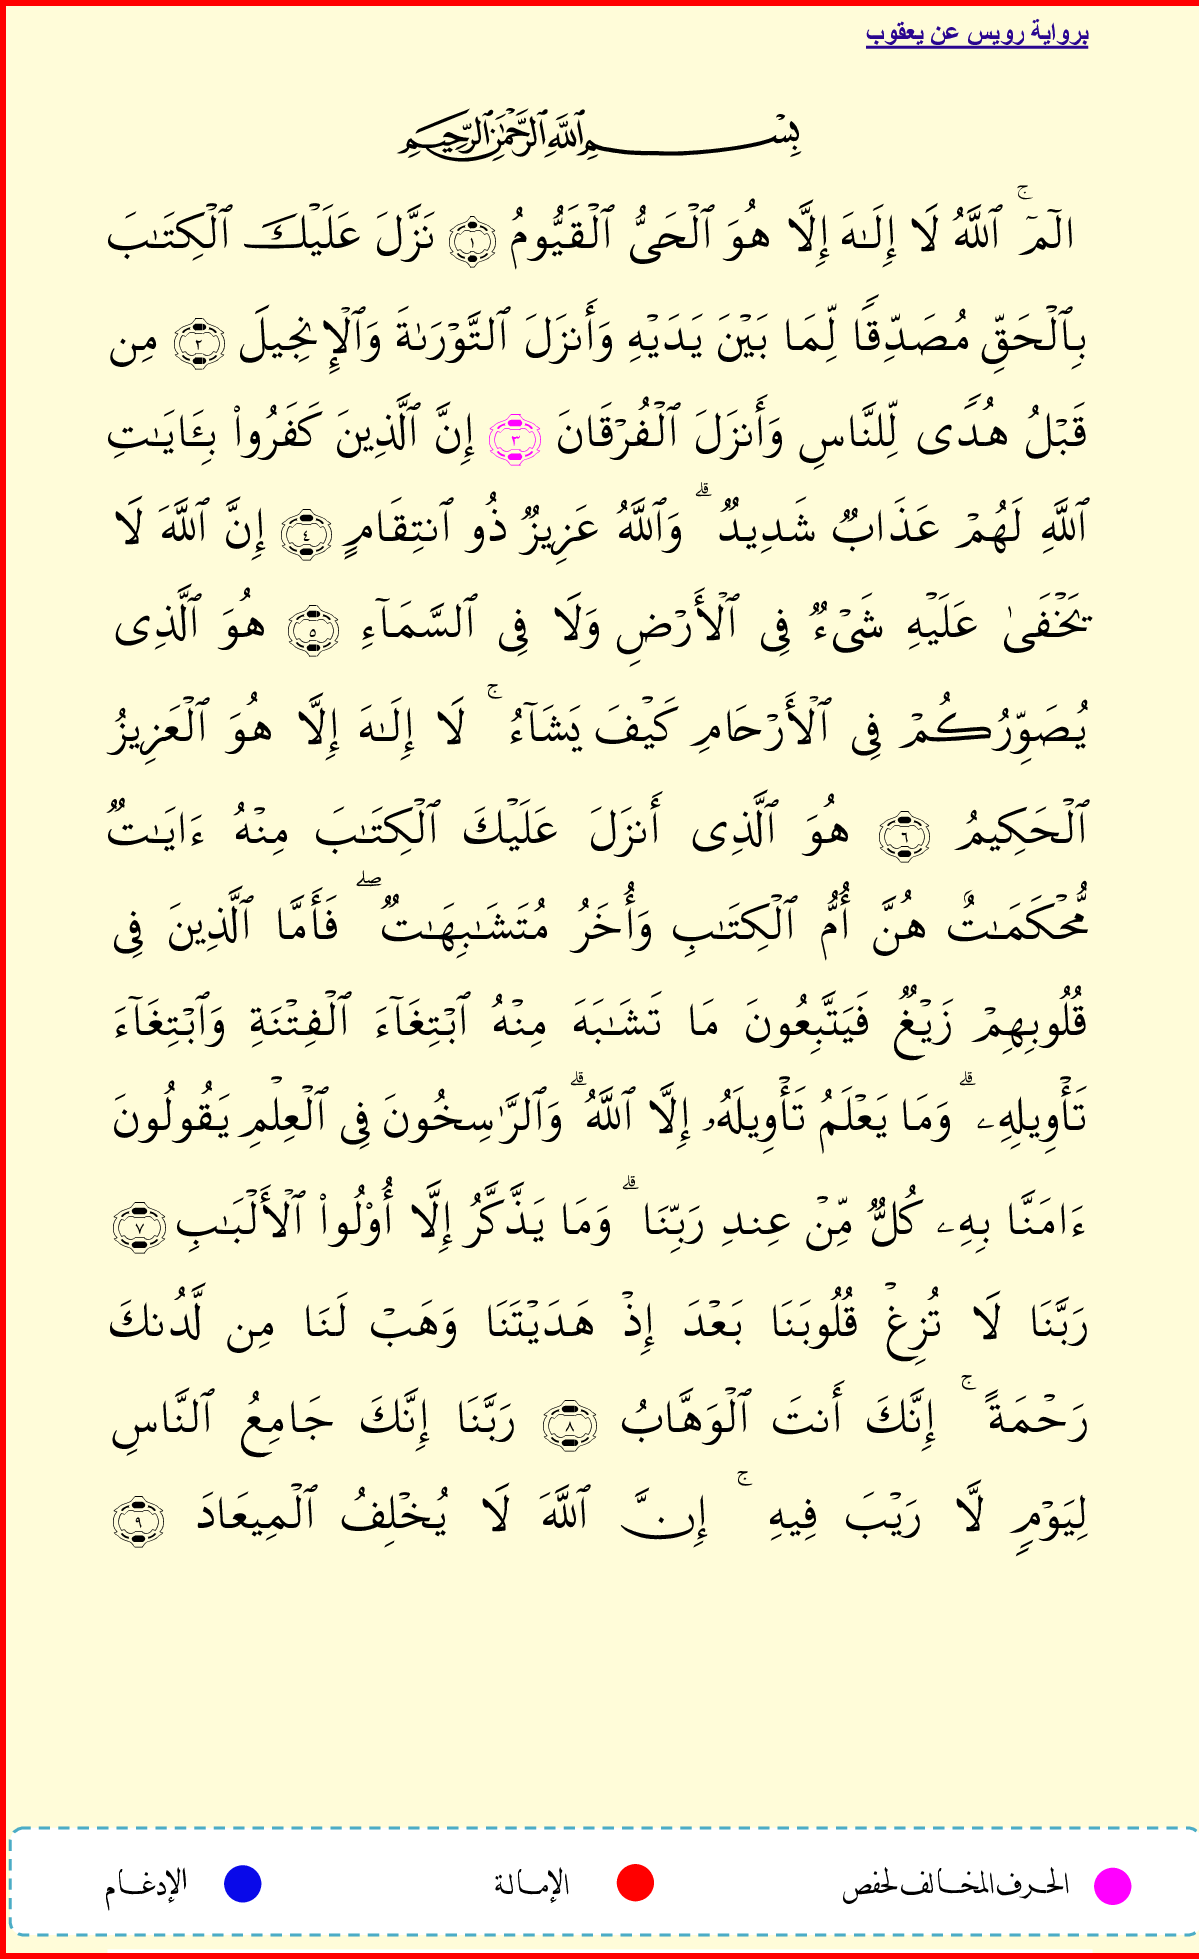 برواية رويس عن يعقوب
بِسْمِ ٱللَّهِ ٱلرَّحْمَٰنِ ٱلرَّحِيمِ
الٓمٓ ۚ ٱللَّهُ لَا إِلَـٰهَ إِلَّا هُوَ ٱلْحَىُّ ٱلْقَيُّومُ ١ نَزَّلَ عَلَيْكَ ٱلْكِتَـٰبَ
بِٱلْحَقِّ مُصَدِّقًا لِّمَا بَيْنَ يَدَيْهِ وَأَنزَلَ ٱلتَّوْرَىٰةَ وَٱلْإِنجِيلَ ٢ مِن
قَبْلُ هُدًى لِّلنَّاسِ وَأَنزَلَ ٱلْفُرْقَانَ ٣ إِنَّ ٱلَّذِينَ كَفَرُوا۟ بِـَٔايَـٰتِ
ٱللَّهِ لَهُمْ عَذَابٌ شَدِيدٌ ۗ وَٱللَّهُ عَزِيزٌ ذُو ٱنتِقَامٍ ٤ إِنَّ ٱللَّهَ لَا
يَخْفَىٰ عَلَيْهِ شَىْءٌ فِى ٱلْأَرْضِ وَلَا فِى ٱلسَّمَآءِ ٥ هُوَ ٱلَّذِى
يُصَوِّرُكُمْ فِى ٱلْأَرْحَامِ كَيْفَ يَشَآءُ ۚ لَا إِلَـٰهَ إِلَّا هُوَ ٱلْعَزِيزُ
ٱلْحَكِيمُ ٦ هُوَ ٱلَّذِى أَنزَلَ عَلَيْكَ ٱلْكِتَـٰبَ مِنْهُ ءَايَـٰتٌ
مُّحْكَمَـٰتٌ هُنَّ أُمُّ ٱلْكِتَـٰبِ وَأُخَرُ مُتَشَـٰبِهَـٰتٌ ۖ فَأَمَّا ٱلَّذِينَ فِى
قُلُوبِهِمْ زَيْغٌ فَيَتَّبِعُونَ مَا تَشَـٰبَهَ مِنْهُ ٱبْتِغَآءَ ٱلْفِتْنَةِ وَٱبْتِغَآءَ
تَأْوِيلِهِۦ ۗ وَمَا يَعْلَمُ تَأْوِيلَهُۥ إِلَّا ٱللَّهُ ۗ وَٱلرَّٰسِخُونَ فِى ٱلْعِلْمِ يَقُولُونَ
ءَامَنَّا بِهِۦ كُلٌّ مِّنْ عِندِ رَبِّنَا ۗ وَمَا يَذَّكَّرُ إِلَّا أُو۟لُوا۟ ٱلْأَلْبَـٰبِ ٧
رَبَّنَا لَا تُزِغْ قُلُوبَنَا بَعْدَ إِذْ هَدَيْتَنَا وَهَبْ لَنَا مِن لَّدُنكَ
رَحْمَةً ۚ إِنَّكَ أَنتَ ٱلْوَهَّابُ ٨ رَبَّنَا إِنَّكَ جَامِعُ ٱلنَّاسِ
لِيَوْمٍ لَّا رَيْبَ فِيهِ ۚ إِنَّ ٱللَّهَ لَا يُخْلِفُ ٱلْمِيعَادَ ٩
الحرف المخالف لحفص الإمالة الإدغام